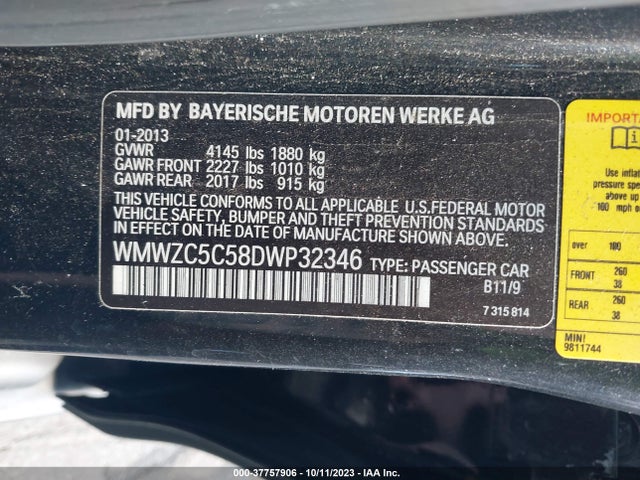 MFD BY BAYERISCHE MOTOREN WERKE AG
01-2013
GVWR 4145 lbs 1880 kg
GAWR FRONT 2227 lbs 1010 kg
GAWR REAR 2017 lbs 915 kg
THIS VEHICLE CONFORMS TO ALL APPLICABLE U.S.FEDERAL MOTOR
VEHICLE SAFETY, BUMPER AND THEFT PREVENTION STANDARDS
IN EFFECT ON THE DATE OF MANUFACTURE SHOWN ABOVE.
WMWZC5C58DWP32346 TYPE: PASSENGER CAR
B11/9
7 315 814
IMPORTA
Use inflat
pressure spe
above up
100 mph o
over 100
FRONT 260
38
REAR 260
38
MINI
9811744
000-37757906 - 10/11/2023 - IAA Inc.